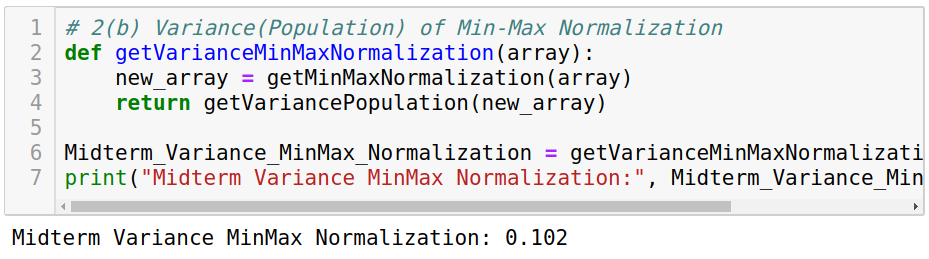 1 # 2(b) Variance(Population) of Min-Max Normalization
2 def getVarianceMinMaxNormalization(array):
3     new_array = getMinMaxNormalization(array)
4     return getVariancePopulation(new_array)
5
6 Midterm_Variance_MinMax_Normalization = getVarianceMinMaxNormalizati
7 print("Midterm Variance MinMax Normalization:", Midterm_Variance_Min
Midterm Variance MinMax Normalization: 0.102